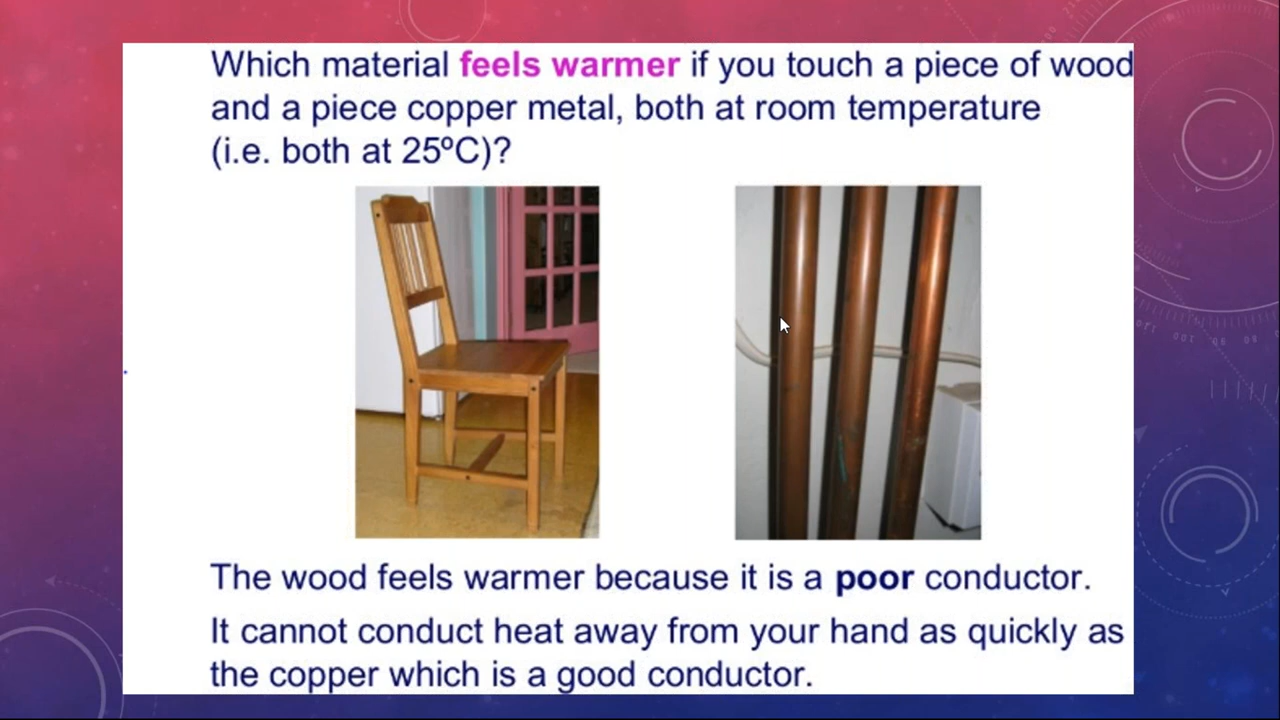 Which material feels warmer if you touch a piece of wood
and a piece copper metal, both at room temperature
(i.e. both at 25ºC)?
The wood feels warmer because it is a poor conductor.
It cannot conduct heat away from your hand as quickly as
the copper which is a good conductor.